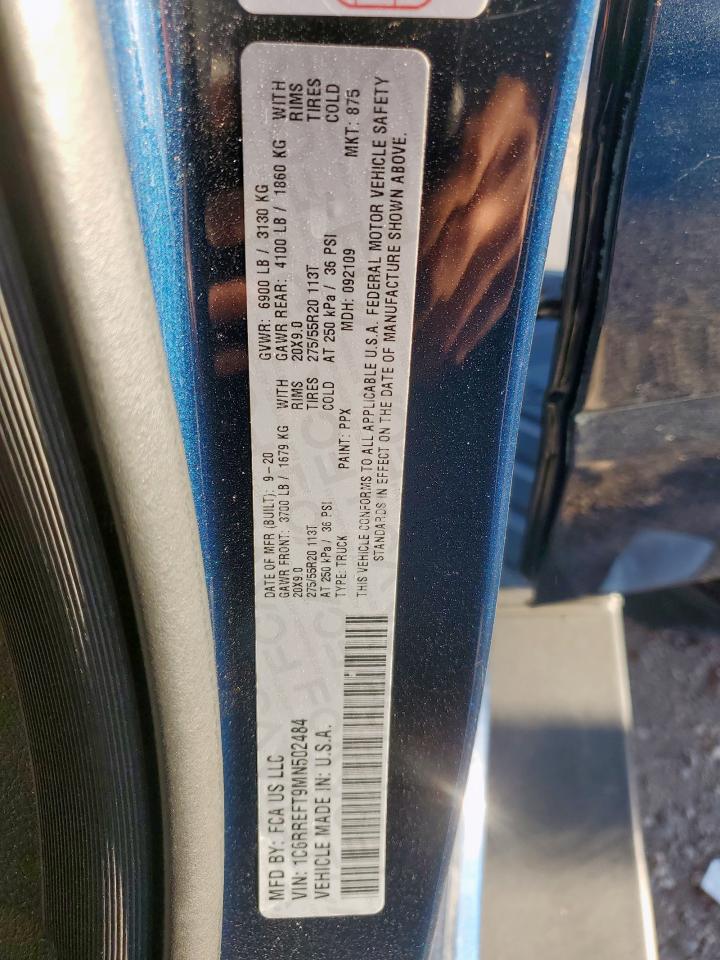 MFD BY: FCA US LLC
DATE OF MFR (BUILT): 9-20
GVWR: 6900 LB / 3130 KG
VIN: 1C6RREFT9MN502484
GAWR FRONT: 3700 LB / 1679 KG WITH
GAWR REAR: 4100 LB / 1860 KG WITH
VEHICLE MADE IN: U.S.A.
20X9.0 RIMS
20X9.0 RIMS
275/55R20 113T TIRES
275/55R20 113T TIRES
AT 250 kPa / 36 PSI COLD
AT 250 kPa / 36 PSI COLD
TYPE: TRUCK PAINT: PPX MDH: 092109 MKT: 875
THIS VEHICLE CONFORMS TO ALL APPLICABLE U.S.A. FEDERAL MOTOR VEHICLE SAFETY
STANDARDS IN EFFECT ON THE DATE OF MANUFACTURE SHOWN ABOVE.